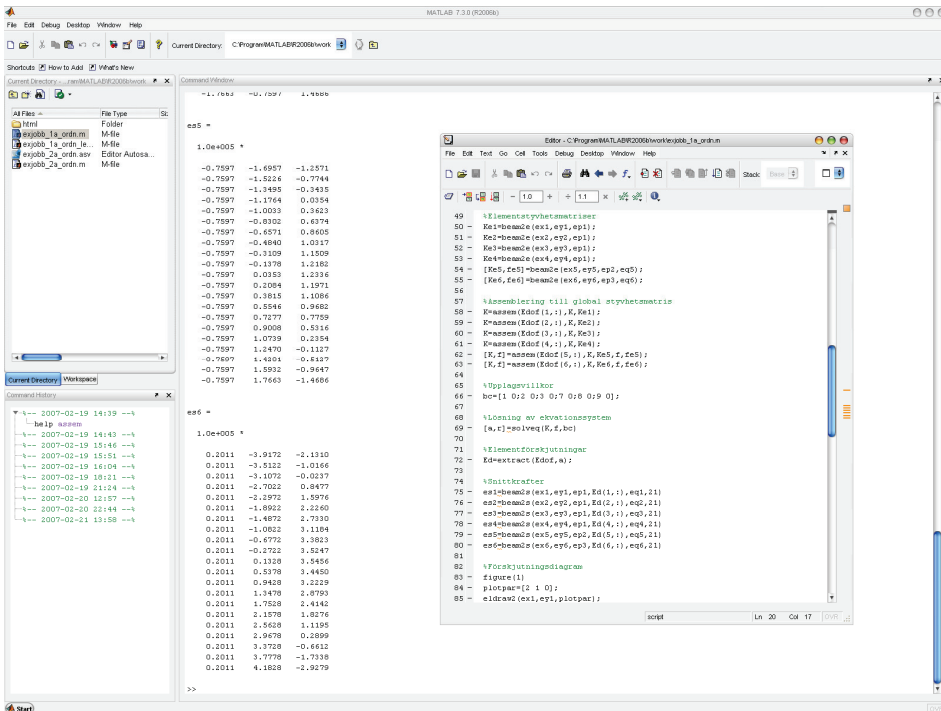 MATLAB 7.3.0 (R2006b)
File Edit Debug Desktop Window Help
Current Directory: C:\Program\MATLAB\R2006b\work
Shortcuts How to Add What's New
Current Directory - ...ram\MATLAB\R2006b\work
All Files File Type Siz
html Folder
exjobb_1a_ordn.m M-file
exjobb_1a_ordn_le... M-file
exjobb_2a_ordn.asv Editor Autosa...
exjobb_2a_ordn.m M-file
Current Directory Workspace
Command History
%-- 2007-02-19 14:39 --%
help assem
%-- 2007-02-19 14:43 --%
%-- 2007-02-19 15:46 --%
%-- 2007-02-19 15:51 --%
%-- 2007-02-19 16:04 --%
%-- 2007-02-19 18:21 --%
%-- 2007-02-19 21:24 --%
%-- 2007-02-20 12:57 --%
%-- 2007-02-20 22:44 --%
%-- 2007-02-21 13:58 --%
Command Window
-1.7663 -0.7597 1.4686
es5 =
1.0e+005 *
-0.7597 -1.6957 -1.2571
-0.7597 -1.5226 -0.7744
-0.7597 -1.3495 -0.3435
-0.7597 -1.1764 0.0354
-0.7597 -1.0033 0.3623
-0.7597 -0.8302 0.6374
-0.7597 -0.6571 0.8605
-0.7597 -0.4840 1.0317
-0.7597 -0.3109 1.1509
-0.7597 -0.1378 1.2182
-0.7597 0.0353 1.2336
-0.7597 0.2084 1.1971
-0.7597 0.3815 1.1086
-0.7597 0.5546 0.9682
-0.7597 0.7277 0.7759
-0.7597 0.9008 0.5316
-0.7597 1.0739 0.2354
-0.7597 1.2470 -0.1127
-0.7597 1.4201 -0.5127
-0.7597 1.5932 -0.9647
-0.7597 1.7663 -1.4686
es6 =
1.0e+005 *
0.2011 -3.9172 -2.1310
0.2011 -3.5122 -1.0166
0.2011 -3.1072 -0.0237
0.2011 -2.7022 0.8477
0.2011 -2.2972 1.5976
0.2011 -1.8922 2.2260
0.2011 -1.4872 2.7330
0.2011 -1.0822 3.1184
0.2011 -0.6772 3.3823
0.2011 -0.2722 3.5247
0.2011 0.1328 3.5456
0.2011 0.5378 3.4450
0.2011 0.9428 3.2229
0.2011 1.3478 2.8793
0.2011 1.7528 2.4142
0.2011 2.1578 1.8276
0.2011 2.5628 1.1195
0.2011 2.9678 0.2899
0.2011 3.3728 -0.6612
0.2011 3.7778 -1.7338
0.2011 4.1828 -2.9279
>>
Editor - C:\Program\MATLAB\R2006b\work\exjobb_1a_ordn.m
File Edit Text Go Cell Tools Debug Desktop Window Help
Stack: Base
- 1.0 + ÷ 1.1 ×
49 %Elementstyvhetsmatriser
50 - Ke1=beam2e(ex1,ey1,ep1);
51 - Ke2=beam2e(ex2,ey2,ep1);
52 - Ke3=beam2e(ex3,ey3,ep1);
53 - Ke4=beam2e(ex4,ey4,ep1);
54 - [Ke5,fe5]=beam2e(ex5,ey5,ep2,eq5);
55 - [Ke6,fe6]=beam2e(ex6,ey6,ep3,eq6);
56
57 %Assemblering till global styvhetsmatris
58 - K=assem(Edof(1,:),K,Ke1);
59 - K=assem(Edof(2,:),K,Ke2);
60 - K=assem(Edof(3,:),K,Ke3);
61 - K=assem(Edof(4,:),K,Ke4);
62 - [K,f]=assem(Edof(5,:),K,Ke5,f,fe5);
63 - [K,f]=assem(Edof(6,:),K,Ke6,f,fe6);
64
65 %Upplagsvillkor
66 - bc=[1 0;2 0;3 0;7 0;8 0;9 0];
67
68 %Lösning av ekvationssystem
69 - [a,r]=solveq(K,f,bc)
70
71 %Elementförskjutningar
72 - Ed=extract(Edof,a);
73
74 %Snittkrafter
75 - es1=beam2s(ex1,ey1,ep1,Ed(1,:),eq1,21)
76 - es2=beam2s(ex2,ey2,ep1,Ed(2,:),eq2,21)
77 - es3=beam2s(ex3,ey3,ep1,Ed(3,:),eq3,21)
78 - es4=beam2s(ex4,ey4,ep1,Ed(4,:),eq4,21)
79 - es5=beam2s(ex5,ey5,ep2,Ed(5,:),eq5,21)
80 - es6=beam2s(ex6,ey6,ep3,Ed(6,:),eq6,21)
81
82 %Förskjutningsdiagram
83 - figure(1)
84 - plotpar=[2 1 0];
85 - eldraw2(ex1,ey1,plotpar);
script Ln 20 Col 17 OVR
Start
OVR